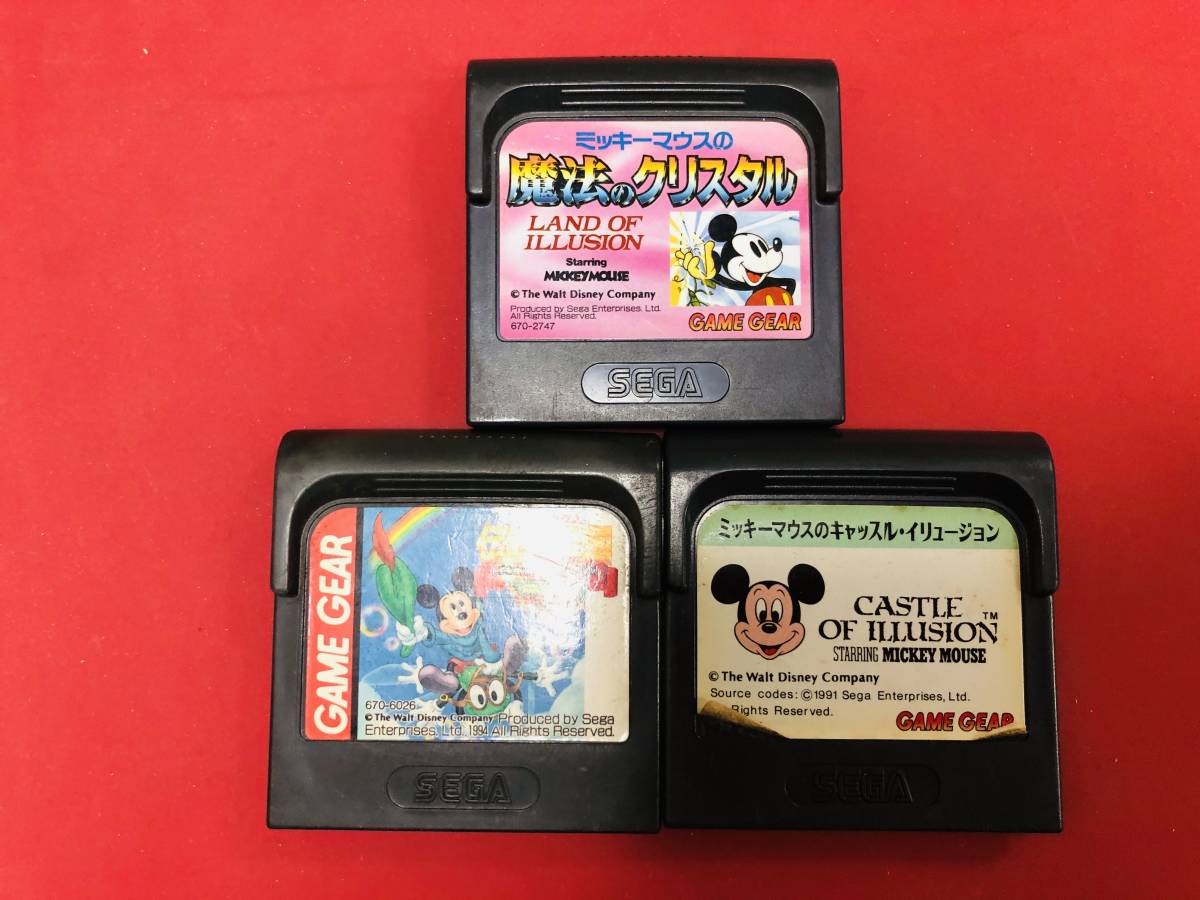 ミッキーマウスの
魔法のクリスタル
LAND OF
ILLUSION
Starring
MICKEY MOUSE
© The Walt Disney Company
Produced by Sega Enterprises, Ltd.
All Rights Reserved.
670-2747
GAME GEAR
SEGA
GAME GEAR
670-6026
© The Walt Disney Company Produced by Sega
Enterprises, Ltd. 1994 All Rights Reserved.
SEGA
ミッキーマウスのキャッスル・イリュージョン
CASTLE
OF ILLUSION™
STARRING MICKEY MOUSE
© The Walt Disney Company
Source codes: © 1991 Sega Enterprises, Ltd.
Rights Reserved.
GAME GEAR
SEGA